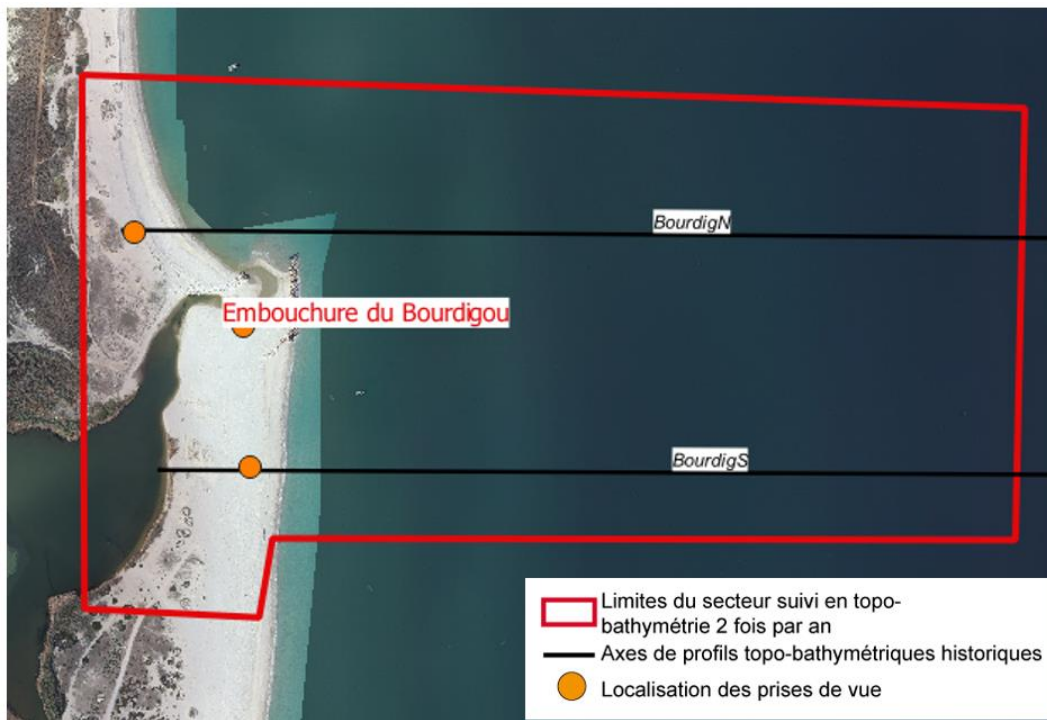 BourdigN
Embouchure du Bourdigou
BourdigS
Limites du secteur suivi en topo-
bathymétrie 2 fois par an
Axes de profils topo-bathymétriques historiques
Localisation des prises de vue